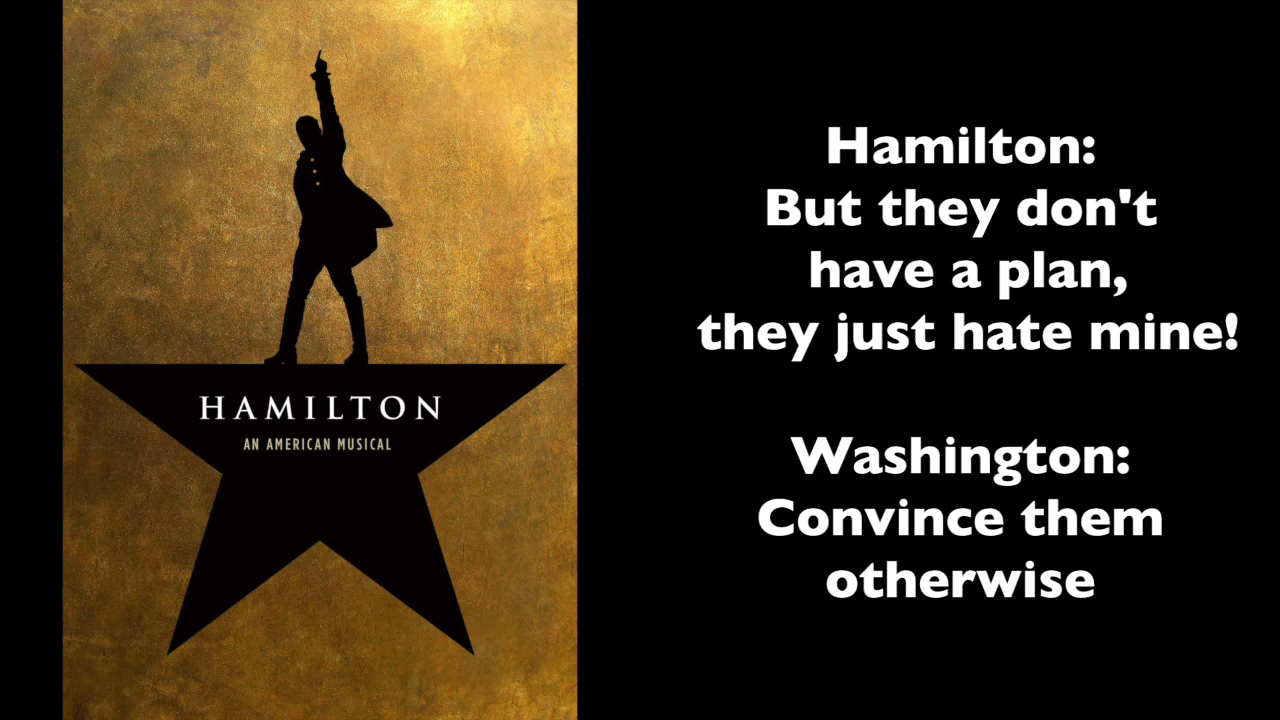 HAMILTON
AN AMERICAN MUSICAL
Hamilton:
But they don't
have a plan,
they just hate mine!
Washington:
Convince them
otherwise